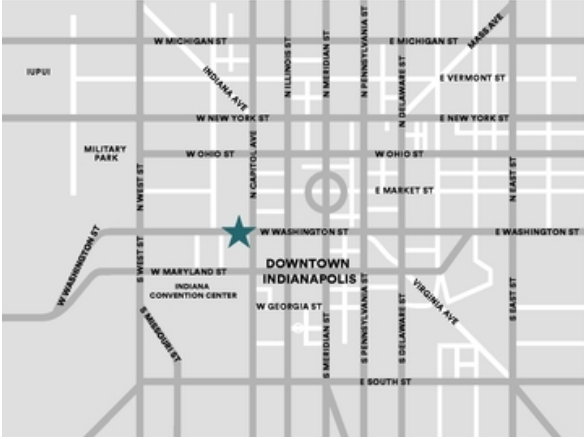 MASS AVE
W MICHIGAN ST
E MICHIGAN ST
N ILLINOIS ST
N MERIDIAN ST
N PENNSYLVANIA ST
N DELAWARE ST
IUPUI
INDIANA AVE
E VERMONT ST
W NEW YORK ST
E NEW YORK ST
MILITARY
PARK
W OHIO ST
W OHIO ST
N CAPITOL AVE
N WEST ST
N EAST ST
E MARKET ST
W WASHINGTON ST
W WASHINGTON ST
E WASHINGTON ST
S WEST ST
DOWNTOWN
INDIANAPOLIS
W MARYLAND ST
INDIANA
CONVENTION CENTER
W GEORGIA ST
S MISSOURI ST
S MERIDIAN ST
S PENNSYLVANIA ST
S DELAWARE ST
VIRGINIA AVE
S EAST ST
E SOUTH ST